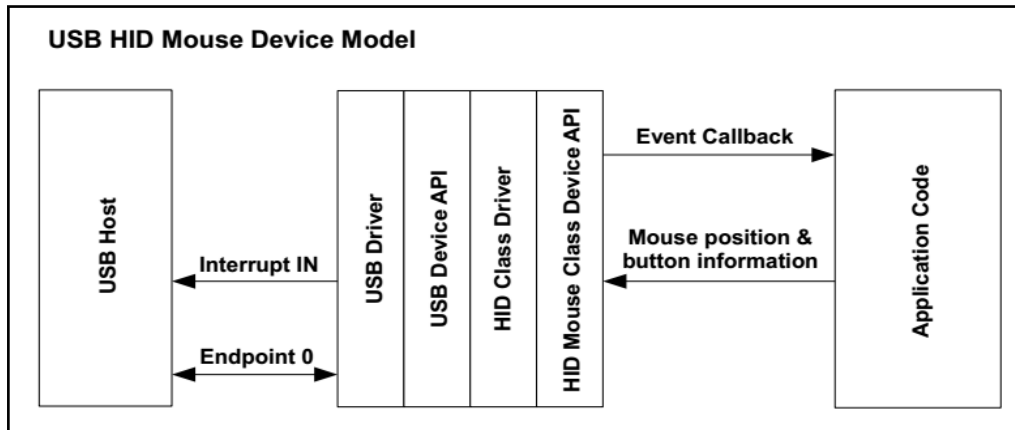 USB HID Mouse Device Model
USB Host
Interrupt IN
Endpoint 0
USB Driver
USB Device API
HID Class Driver
HID Mouse Class Device API
Event Callback
Mouse position &
button information
Application Code